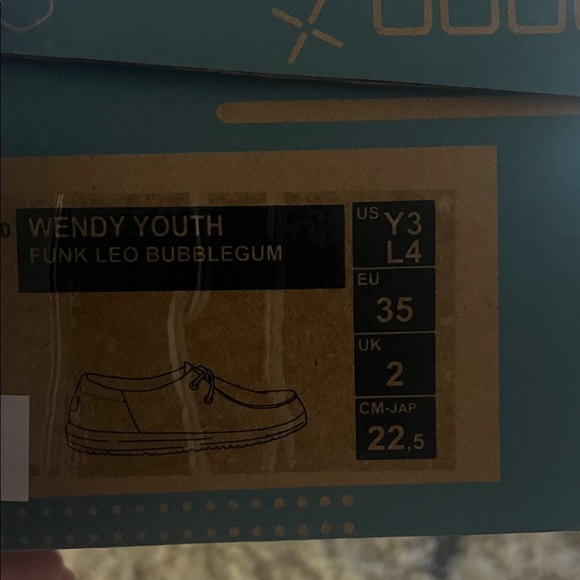 WENDY YOUTH
FUNK LEO BUBBLEGUM
US Y3
L4
EU
35
UK
2
CM-JAP
22,5